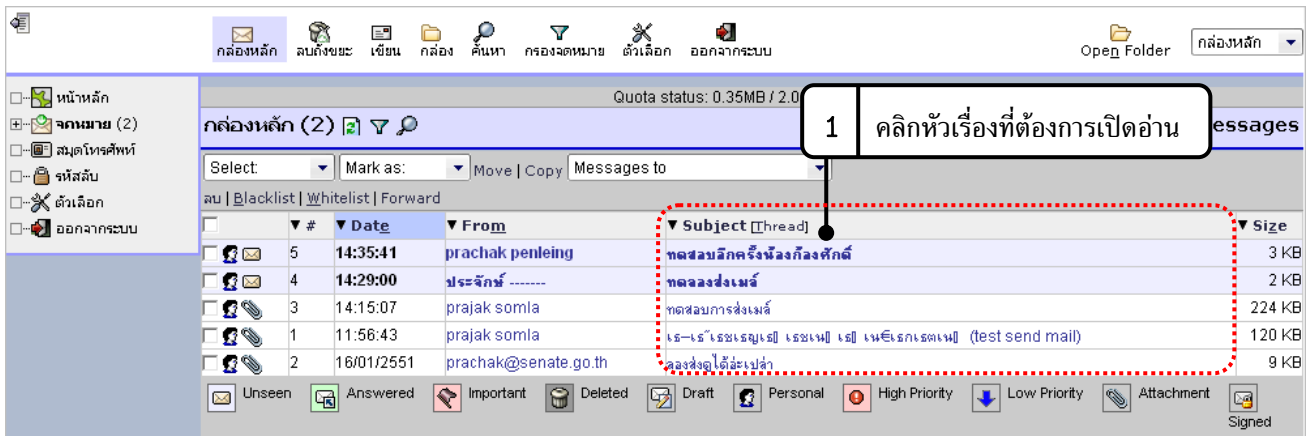 กล่องหลัก ลบถังขยะ เขียน กล่อง ค้นหา กรองจดหมาย ตัวเลือก ออกจากระบบ Open Folder กล่องหลัก
หน้าหลัก
จดหมาย (2)
สมุดโทรศัพท์
รหัสลับ
ตัวเลือก
ออกจากระบบ
Quota status: 0.35MB / 2.0
กล่องหลัก (2) essages
1 คลิกหัวเรื่องที่ต้องการเปิดอ่าน
Select: Mark as: Move | Copy Messages to
ลบ | Blacklist | Whitelist | Forward
# Date From Subject [Thread] Size
5 14:35:41 prachak penleing ทดสอบอีกครั้งน้องก้องศักดิ์ 3 KB
4 14:29:00 ประจักษ์ ------- ทดลองส่งเมล์ 2 KB
3 14:15:07 prajak somla ทดสอบการส่งเมล์ 224 KB
1 11:56:43 prajak somla (test send mail) 120 KB
2 16/01/2551 prachak@senate.go.th ลองส่งดูได้อ่ะเปล่า 9 KB
Unseen Answered Important Deleted Draft Personal High Priority Low Priority Attachment Signed